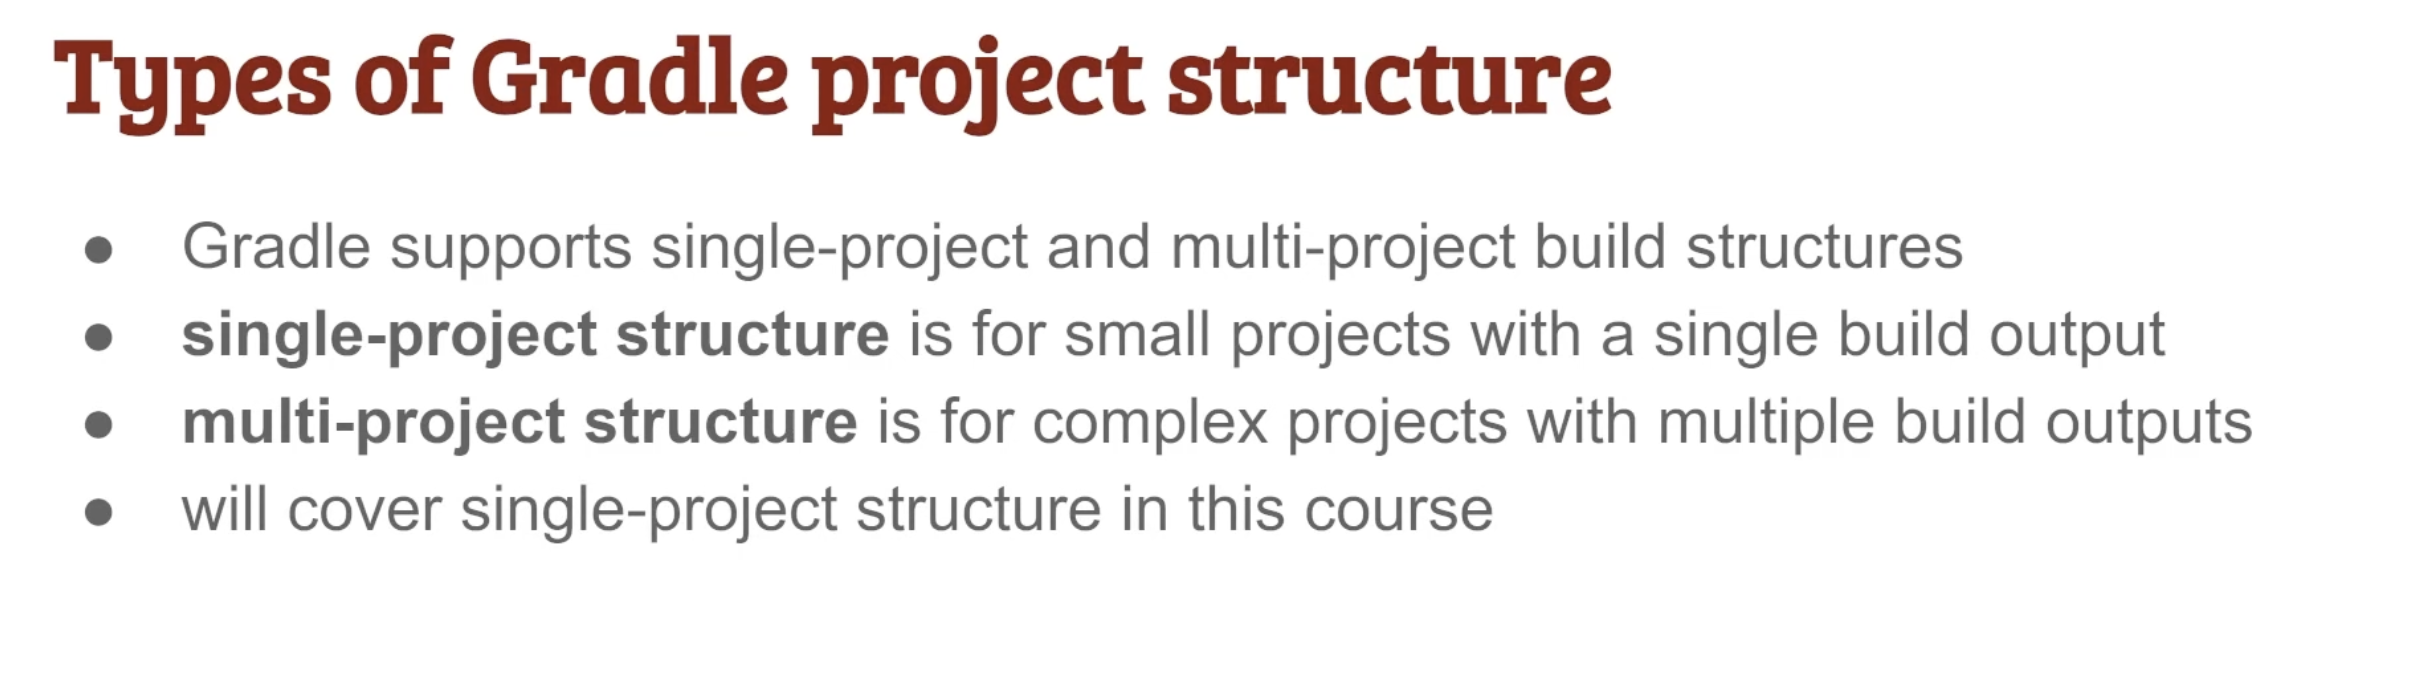 Types of Gradle project structure
● Gradle supports single-project and multi-project build structures
● single-project structure is for small projects with a single build output
● multi-project structure is for complex projects with multiple build outputs
● will cover single-project structure in this course